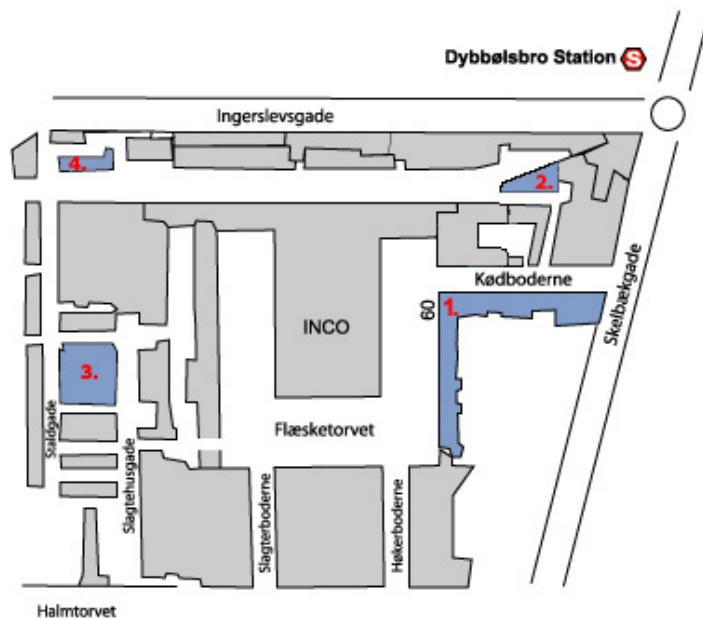 Dybbølsbro Station S
Ingerslevsgade
4.
2.
Kødboderne
60
1.
Skelbækgade
INCO
3.
Flæsketorvet
Staldgade
Slagtehusgade
Slagterboderne
Høkerboderne
Halmtorvet